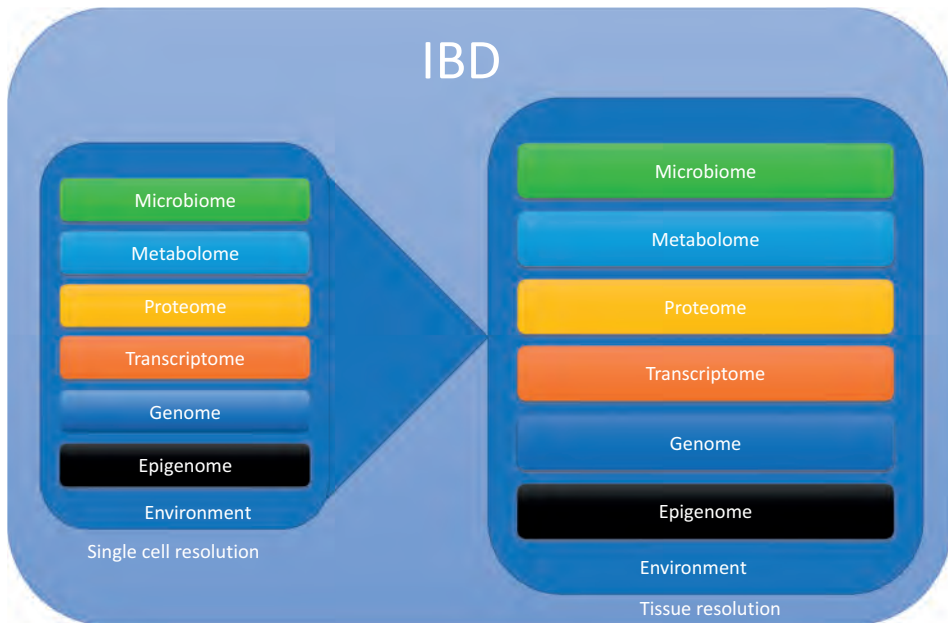 IBD
Microbiome
Metabolome
Proteome
Transcriptome
Genome
Epigenome
Environment
Single cell resolution
Microbiome
Metabolome
Proteome
Transcriptome
Genome
Epigenome
Environment
Tissue resolution